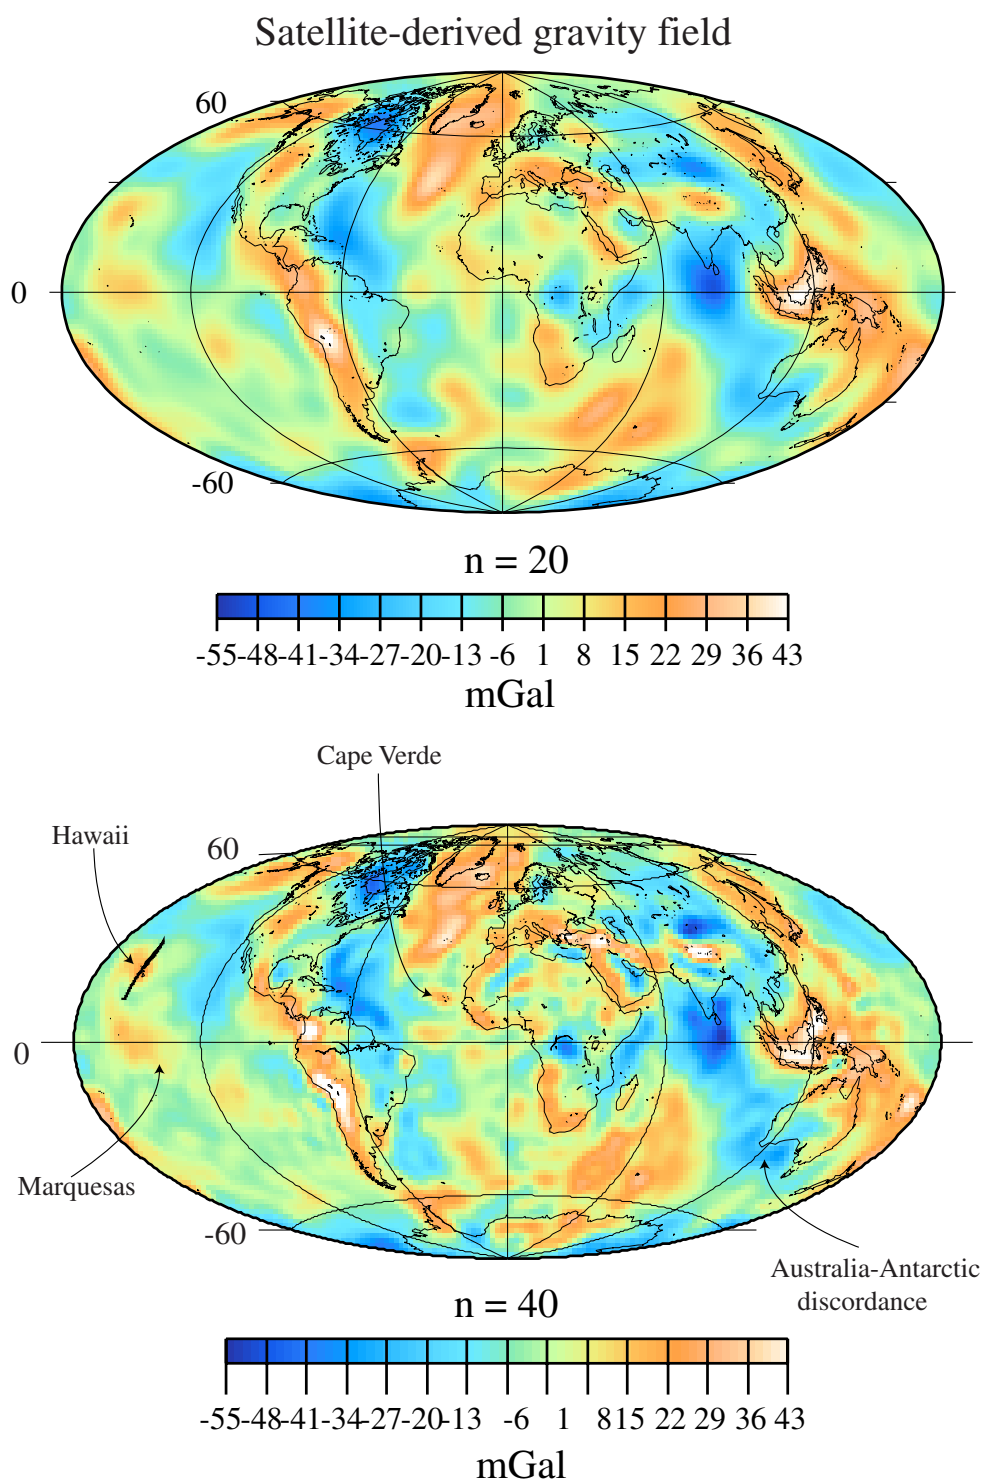 Satellite-derived gravity field
60
0
-60
n = 20
-55 -48 -41 -34 -27 -20 -13 -6 1 8 15 22 29 36 43
mGal
Cape Verde
Hawaii
60
0
Marquesas
-60
Australia-Antarctic
discordance
n = 40
-55 -48 -41 -34 -27 -20 -13 -6 1 8 15 22 29 36 43
mGal